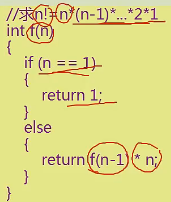 //求n!=n*(n-1)*...*2*1
int f(n)
{
if (n == 1)
{
return 1;
}
else
{
return f(n-1) * n;
}
}